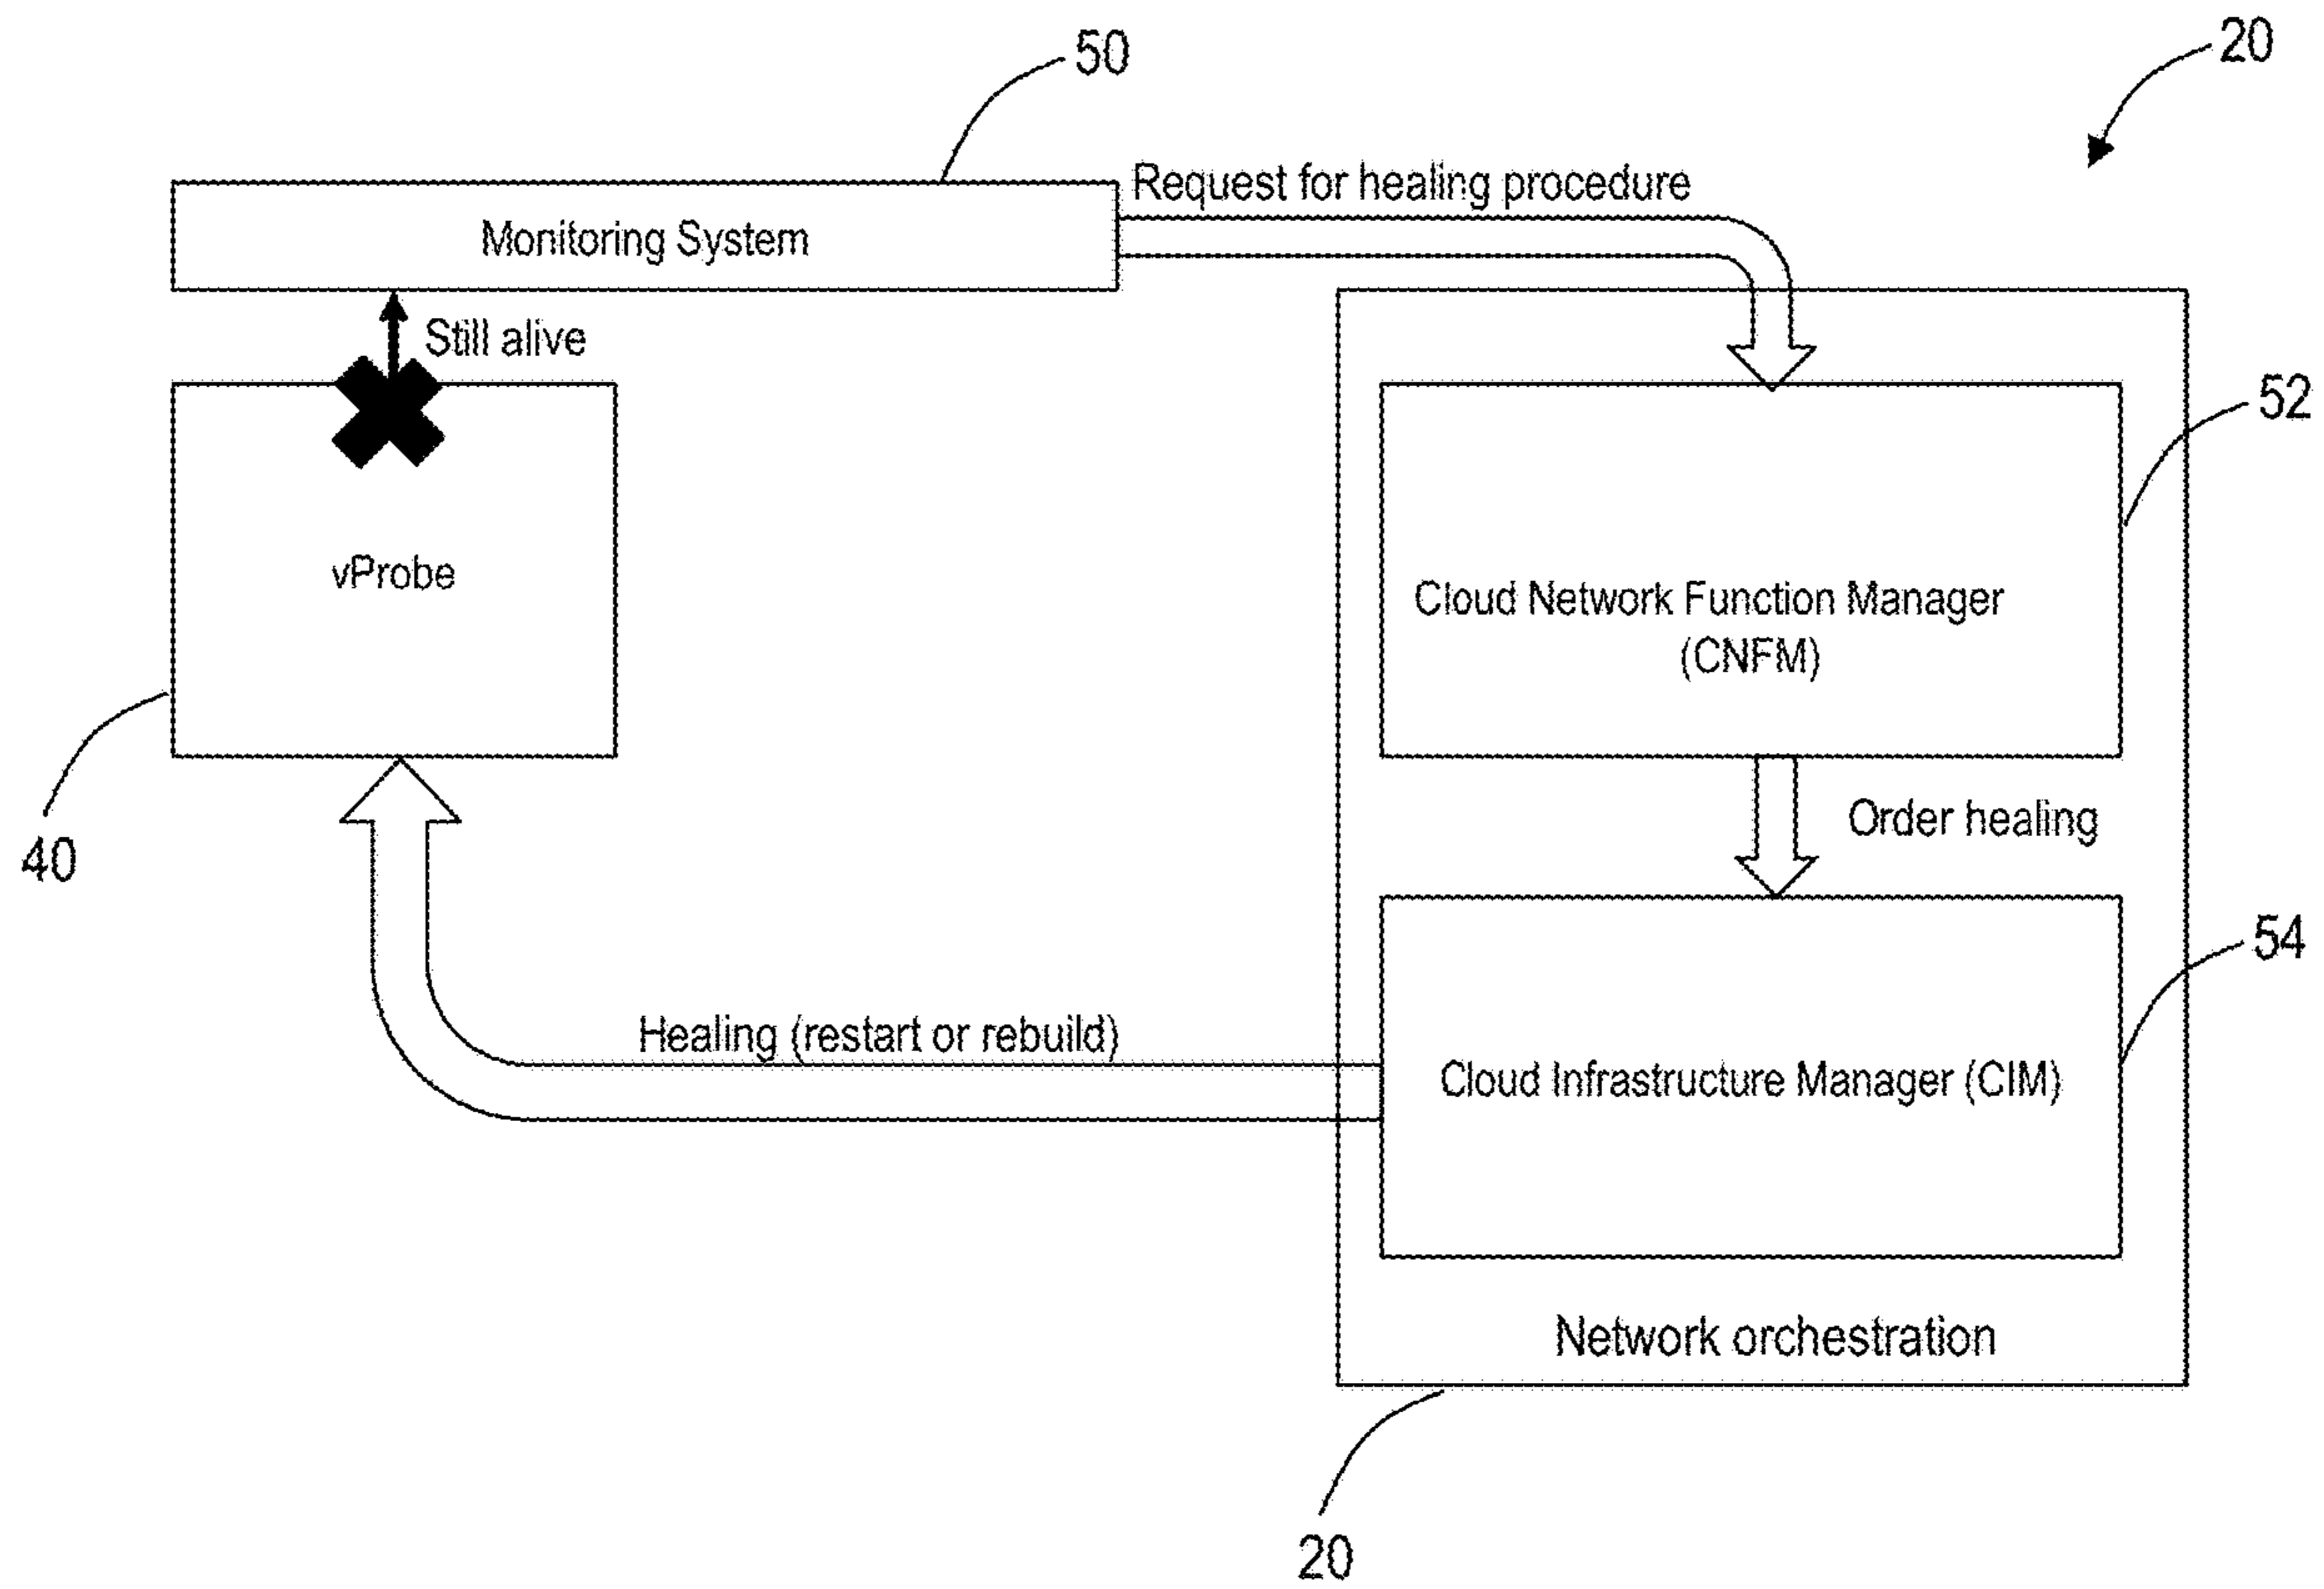 50
20
Request for healing procedure
Monitoring System
Still alive
52
vProbe
Cloud Network Function Manager
(CNFM)
40
Order healing
54
Healing (restart or rebuild)
Cloud Infrastructure Manager (CIM)
Network orchestration
20